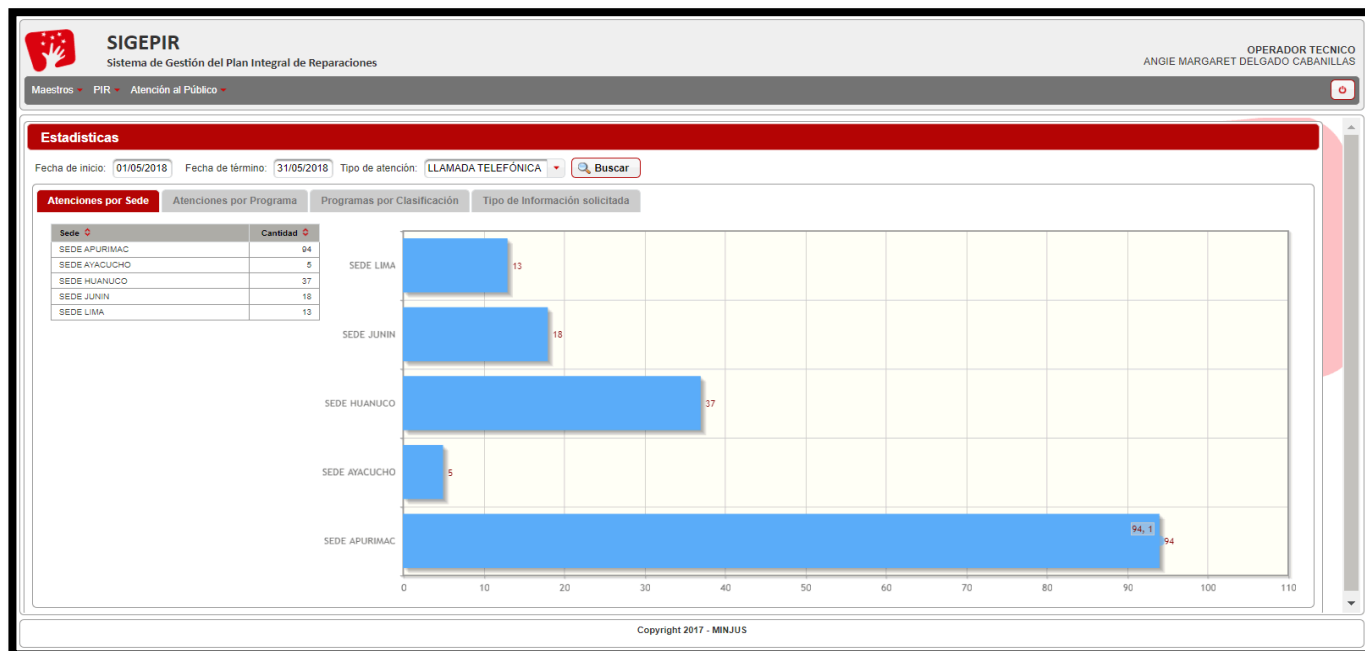 SIGEPIR
Sistema de Gestión del Plan Integral de Reparaciones
OPERADOR TECNICO
ANGIE MARGARET DELGADO CABANILLAS
Maestros PIR Atención al Público
Estadisticas
Fecha de inicio: 01/05/2018 Fecha de término: 31/05/2018 Tipo de atención: LLAMADA TELEFÓNICA Buscar
Atenciones por Sede Atenciones por Programa Programas por Clasificación Tipo de Información solicitada
Sede Cantidad
SEDE APURIMAC 94
SEDE AYACUCHO 5
SEDE HUANUCO 37
SEDE JUNIN 18
SEDE LIMA 13
SEDE LIMA 13
SEDE JUNIN 18
SEDE HUANUCO 37
SEDE AYACUCHO 5
SEDE APURIMAC 94, 1 94
0 10 20 30 40 50 60 70 80 90 100 110
Copyright 2017 - MINJUS